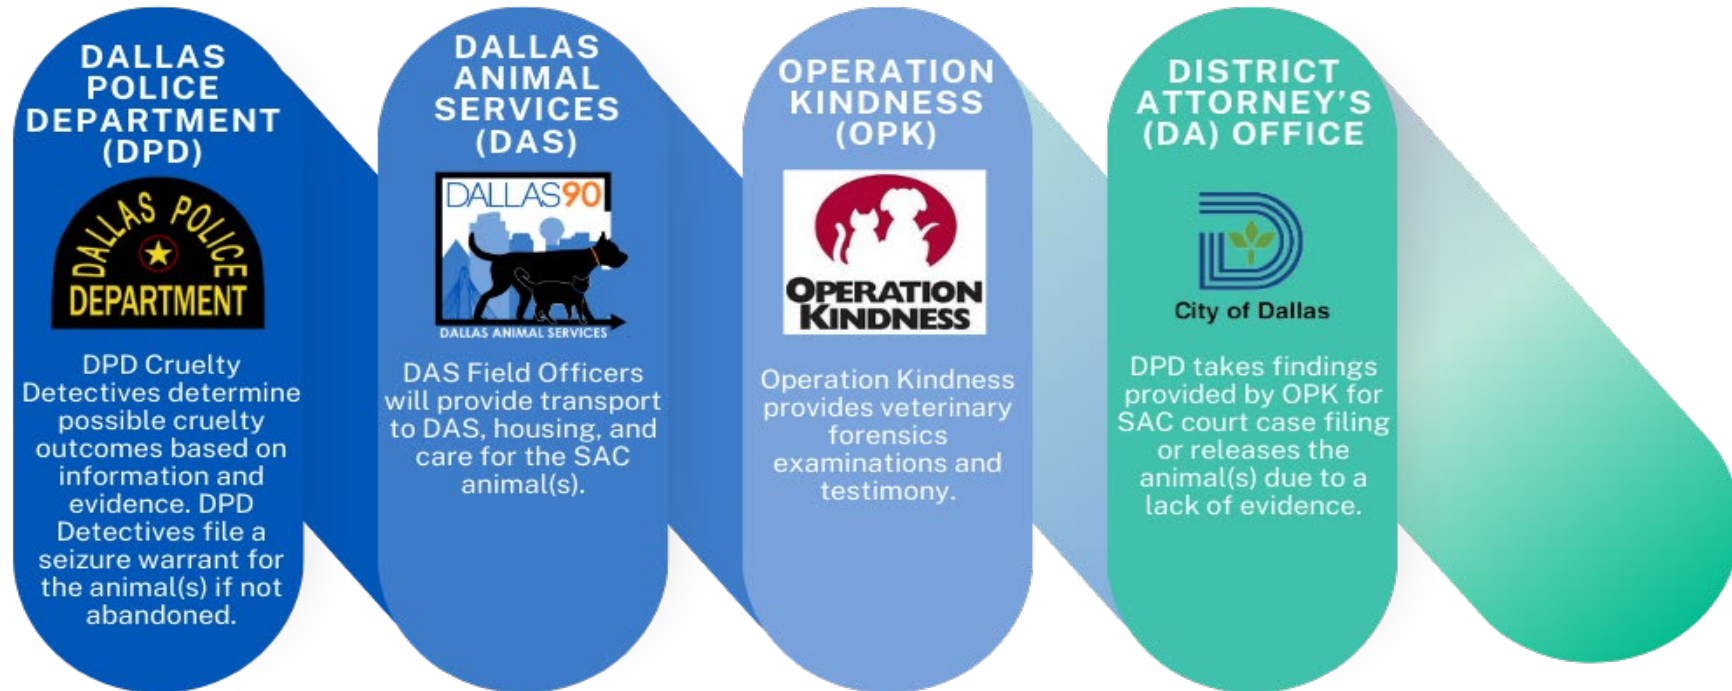 DALLAS
POLICE
DEPARTMENT
(DPD)
DALLAS POLICE
DEPARTMENT
DPD Cruelty
Detectives determine
possible cruelty
outcomes based on
information and
evidence. DPD
Detectives file a
seizure warrant for
the animal(s) if not
abandoned.
DALLAS
ANIMAL
SERVICES
(DAS)
DALLAS90
DALLAS ANIMAL SERVICES
DAS Field Officers
will provide transport
to DAS, housing, and
care for the SAC
animal(s).
OPERATION
KINDNESS
(OPK)
OPERATION
KINDNESS
Operation Kindness
provides veterinary
forensics
examinations and
testimony.
DISTRICT
ATTORNEY'S
(DA) OFFICE
City of Dallas
DPD takes findings
provided by OPK for
SAC court case filing
or releases the
animal(s) due to a
lack of evidence.